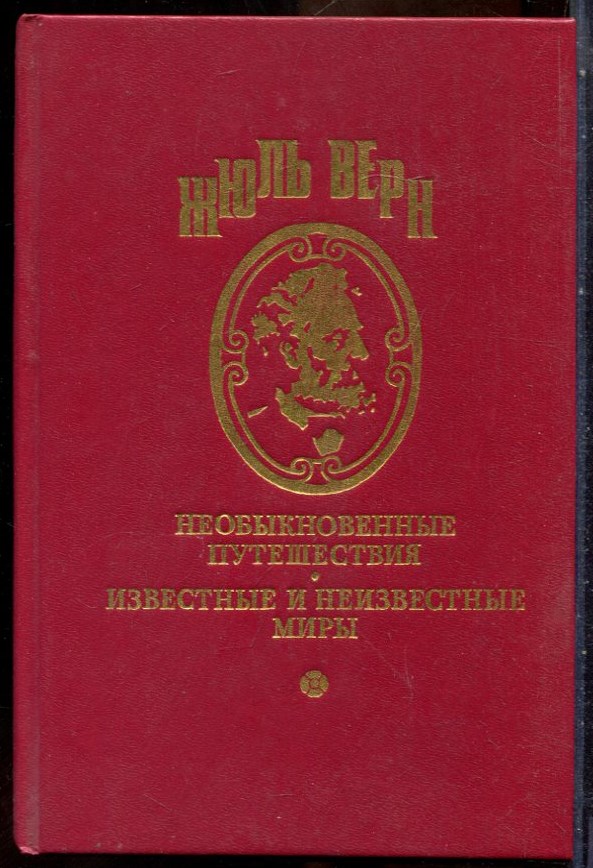 ЖЮЛЬ ВЕРН
НЕОБЫКНОВЕННЫЕ
ПУТЕШЕСТВИЯ
•
ИЗВЕСТНЫЕ И НЕИЗВЕСТНЫЕ
МИРЫ